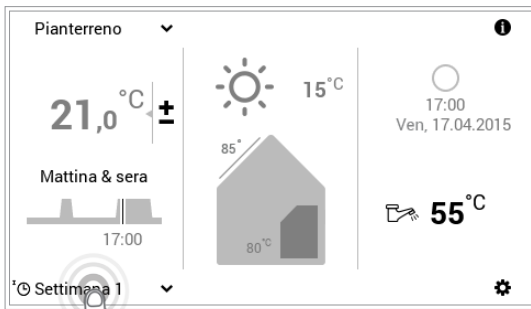 Pianterreno
21,0 °C
±
Mattina & sera
17:00
Settimana 1
15°C
85°
80°C
17:00
Ven, 17.04.2015
55°C